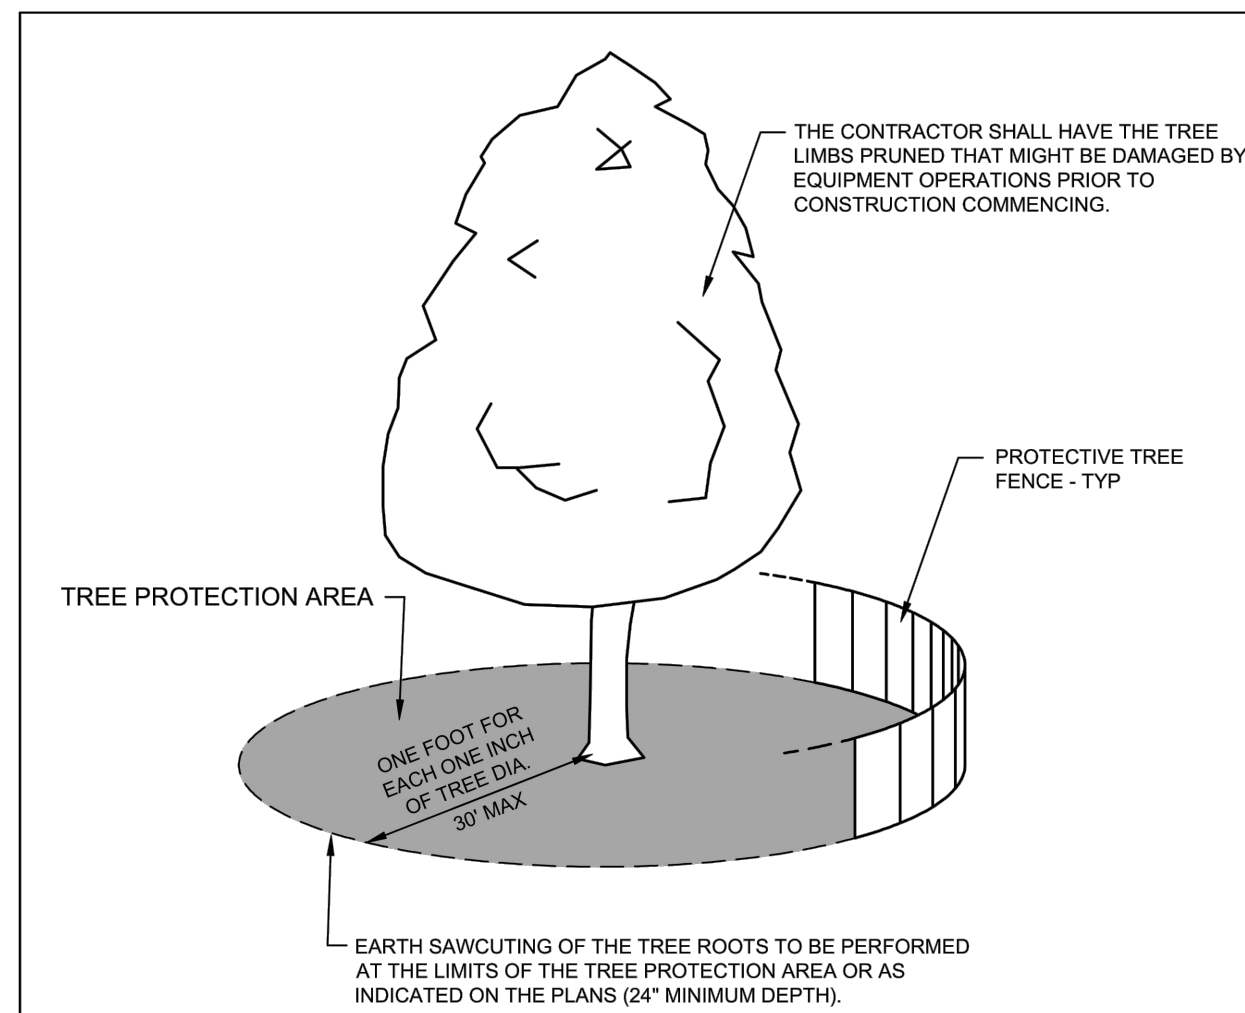 THE CONTRACTOR SHALL HAVE THE TREE
LIMBS PRUNED THAT MIGHT BE DAMAGED BY
EQUIPMENT OPERATIONS PRIOR TO
CONSTRUCTION COMMENCING.
PROTECTIVE TREE
FENCE - TYP
TREE PROTECTION AREA
ONE FOOT FOR
EACH ONE INCH
OF TREE DIA.
30' MAX
EARTH SAWCUTING OF THE TREE ROOTS TO BE PERFORMED
AT THE LIMITS OF THE TREE PROTECTION AREA OR AS
INDICATED ON THE PLANS (24" MINIMUM DEPTH).